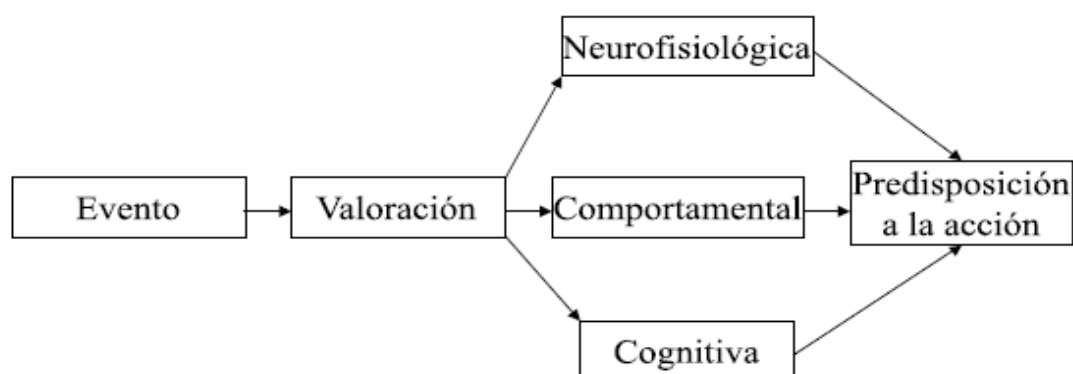 Neurofisiológica
Evento
Valoración
Comportamental
Predisposición
a la acción
Cognitiva